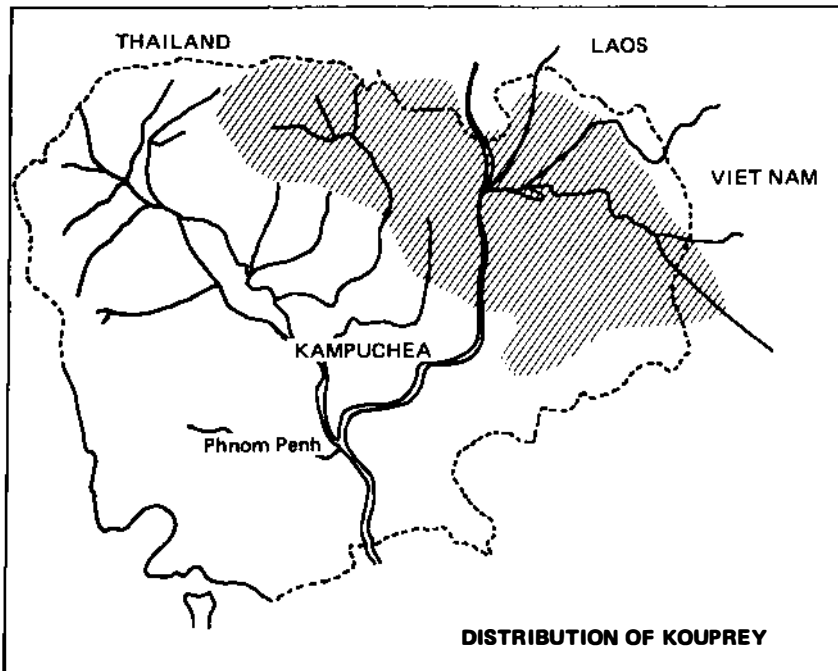 THAILAND
LAOS
VIET NAM
KAMPUCHEA
Phnom Penh
DISTRIBUTION OF KOUPREY